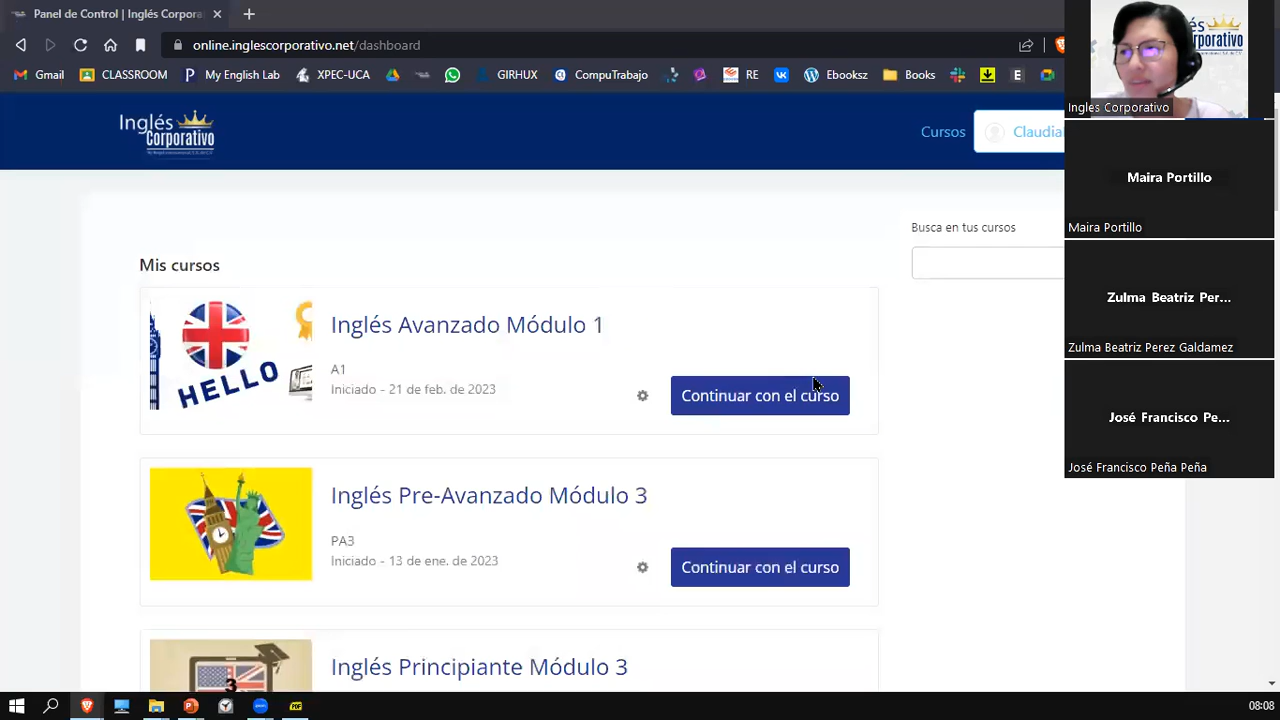 Panel de Control | Inglés Corpora
online.inglescorporativo.net/dashboard
Gmail
CLASSROOM
My English Lab
XPEC-UCA
GIRHUX
CompuTrabajo
RE
Ebooksz
Books
Inglés
Corporativo
Cursos
Claudia
Mis cursos
Busca en tus cursos
HELLO
Inglés Avanzado Módulo 1
A1
Iniciado - 21 de feb. de 2023
Continuar con el curso
Inglés Pre-Avanzado Módulo 3
PA3
Iniciado - 13 de ene. de 2023
Continuar con el curso
Inglés Principiante Módulo 3
3
és
rporativo
Ingles Corporativo
Maira Portillo
Maira Portillo
Zulma Beatriz Per...
Zulma Beatriz Perez Galdamez
José Francisco Pe...
José Francisco Peña Peña
08:08